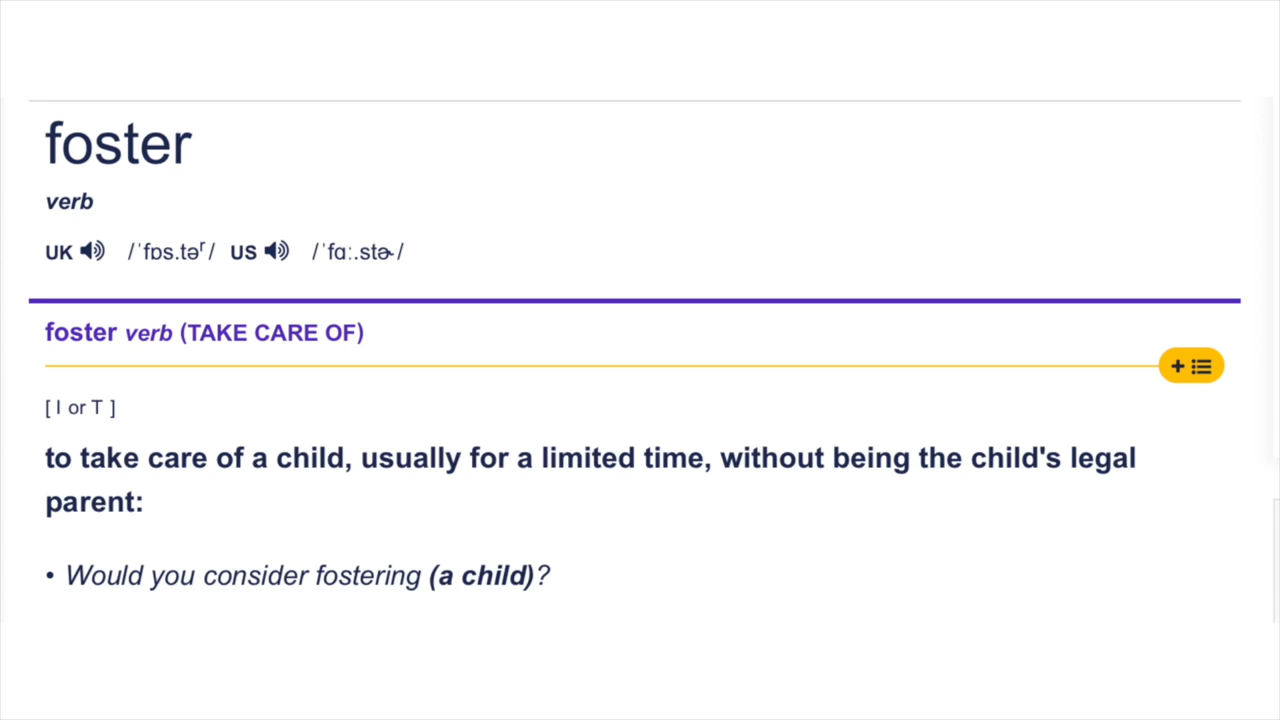 foster
verb
UK /ˈfɒs.tər/ US /ˈfɑː.stɚ/
foster verb (TAKE CARE OF)
[ I or T ]
to take care of a child, usually for a limited time, without being the child's legal
parent:
• Would you consider fostering (a child)?